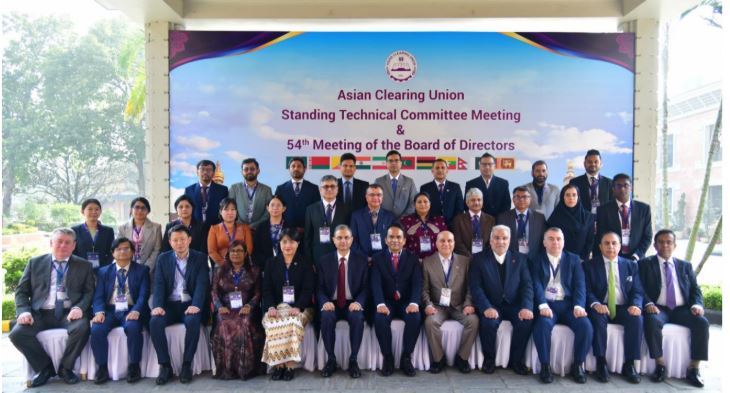 Asian Clearing Union
Standing Technical Committee Meeting
&
54th Meeting of the Board of Directors